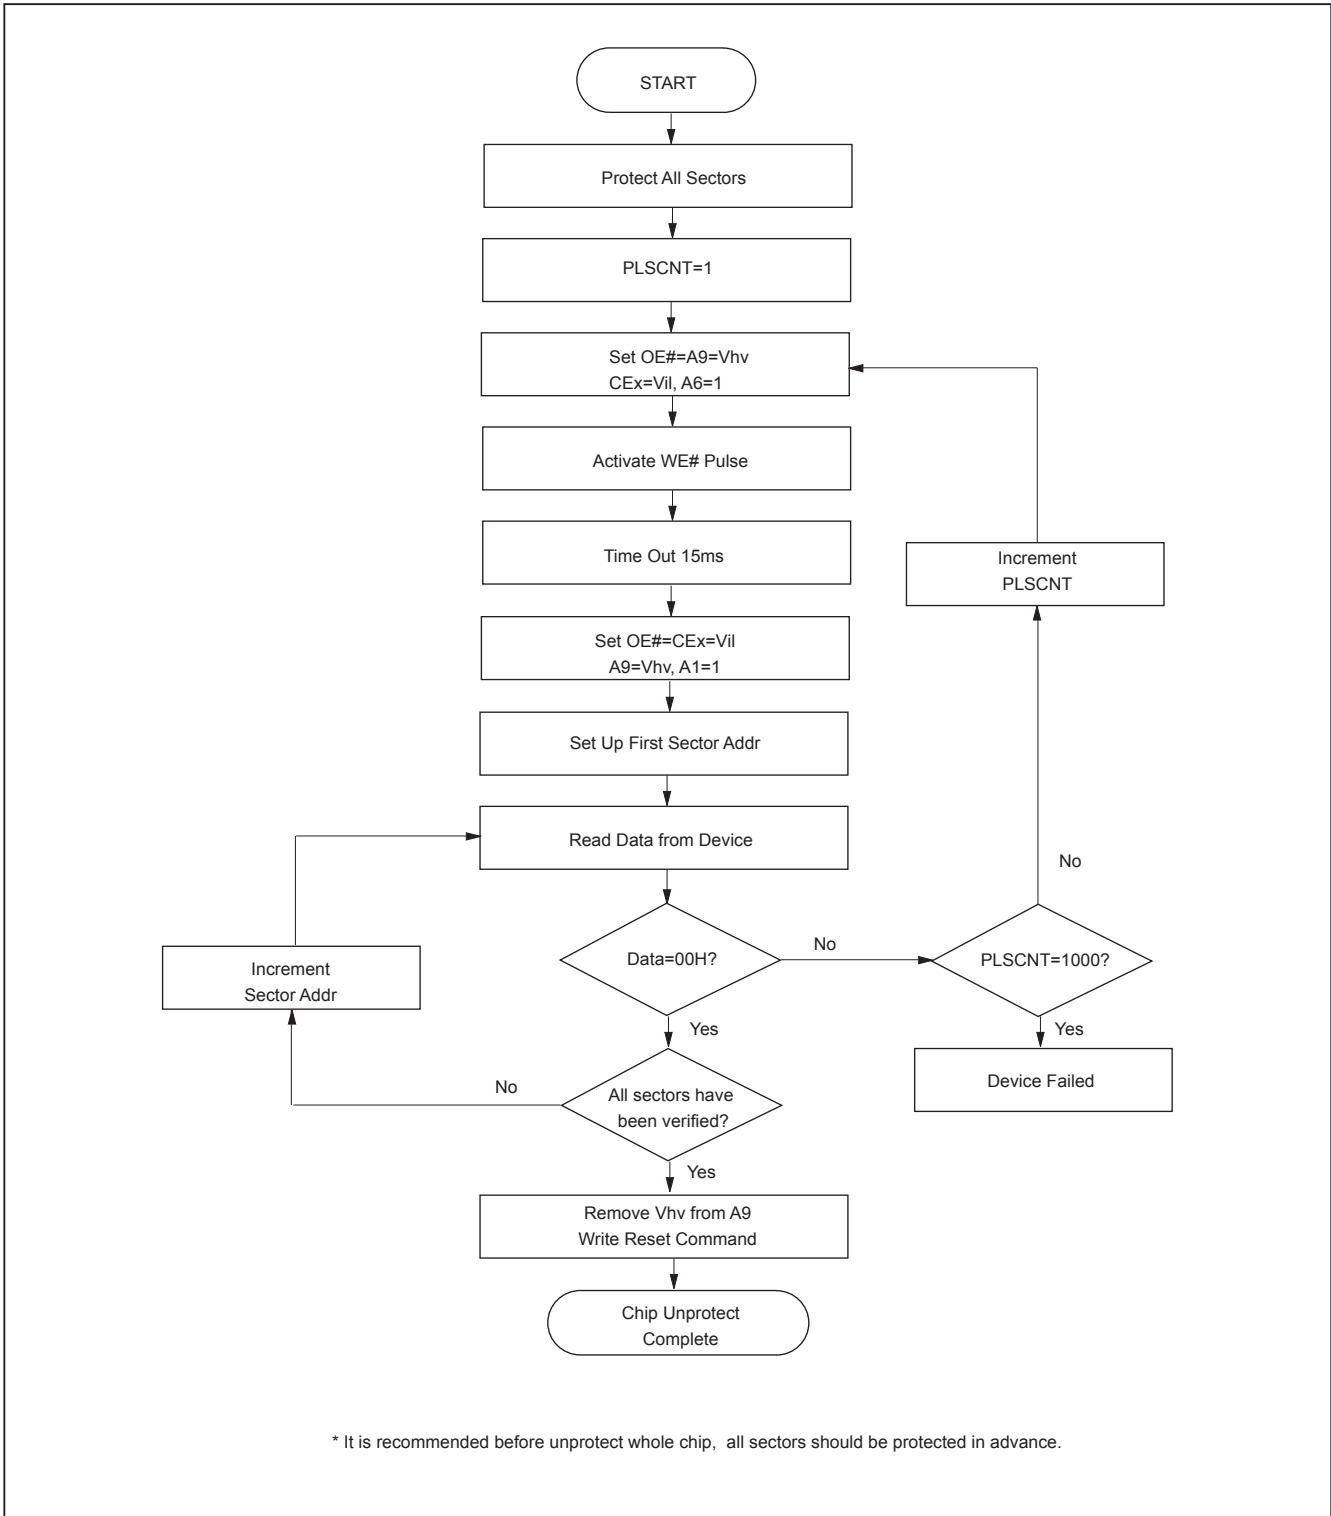 START
Protect All Sectors
PLSCNT=1
Set OE#=A9=Vhv
CEx=Vil, A6=1
Activate WE# Pulse
Time Out 15ms
Increment
PLSCNT
Set OE#=CEx=Vil
A9=Vhv, A1=1
Set Up First Sector Addr
Read Data from Device
No
Data=00H?
No
PLSCNT=1000?
Increment
Sector Addr
Yes
Yes
Device Failed
No
All sectors have
been verified?
Yes
Remove Vhv from A9
Write Reset Command
Chip Unprotect
Complete
* It is recommended before unprotect whole chip, all sectors should be protected in advance.